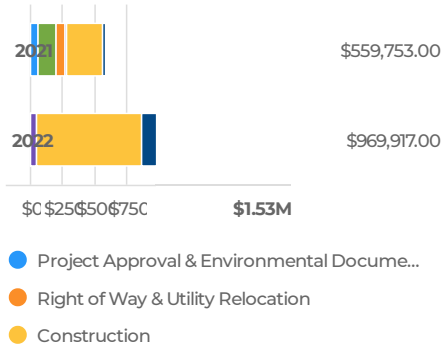 2021 $559,753.00
2022 $969,917.00
$0 $250 $500 $750 $1.53M
Project Approval & Environmental Docume...
Right of Way & Utility Relocation
Construction